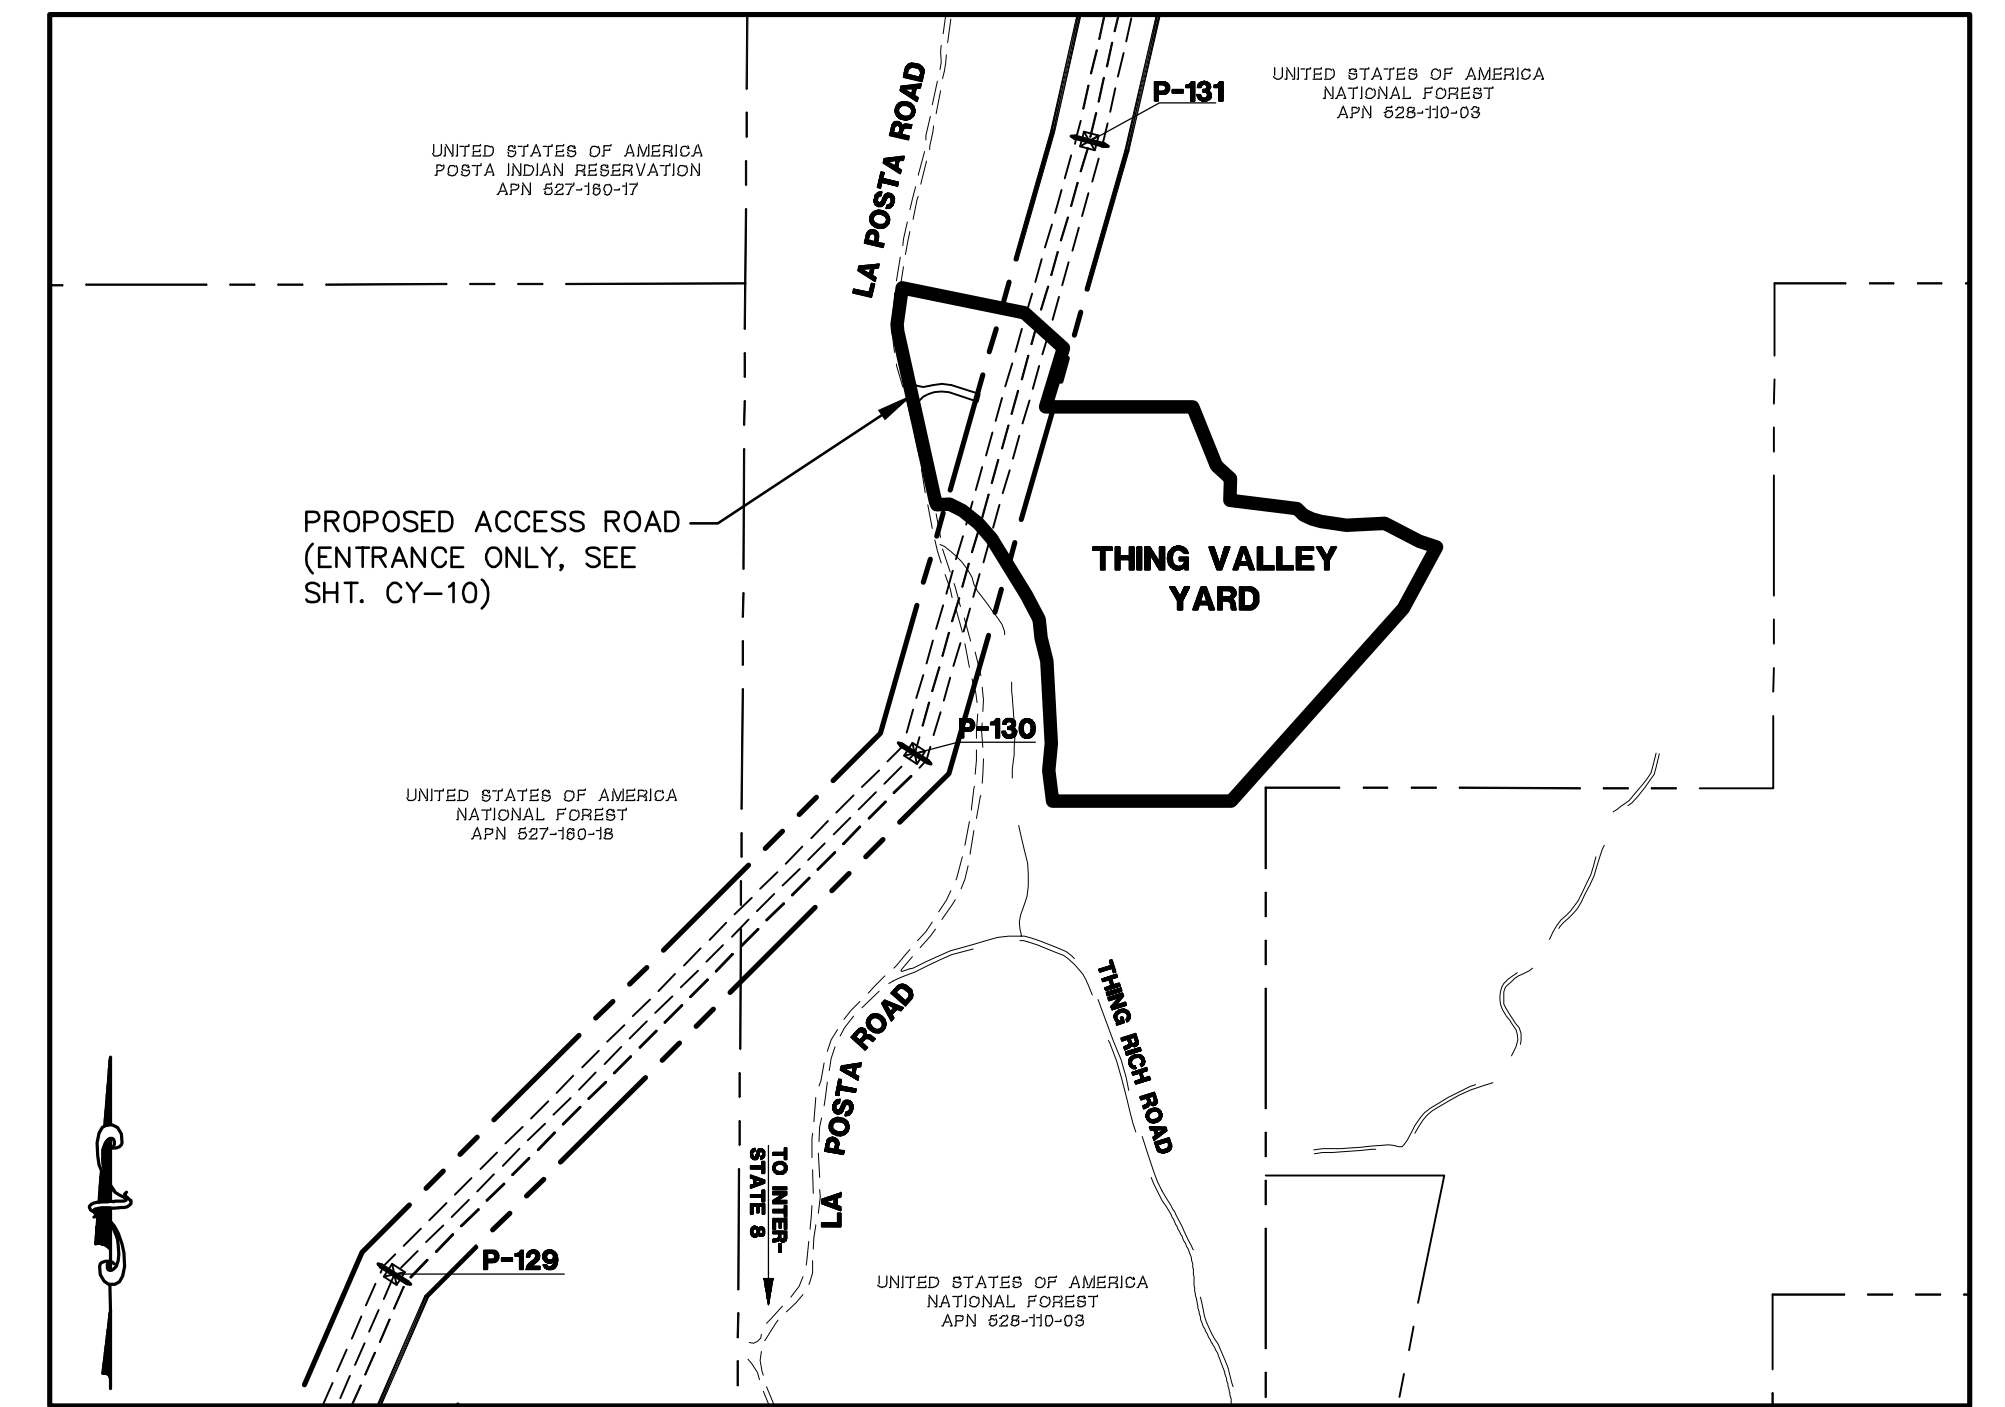 P-131
UNITED STATES OF AMERICA
NATIONAL FOREST
APN 528-110-03
LA POSTA ROAD
UNITED STATES OF AMERICA
POSTA INDIAN RESERVATION
APN 527-160-17
PROPOSED ACCESS ROAD
(ENTRANCE ONLY, SEE
SHT. CY-10)
THING VALLEY
YARD
P-130
UNITED STATES OF AMERICA
NATIONAL FOREST
APN 527-160-18
LA POSTA ROAD
THING RICH ROAD
TO INTER-
STATE 8
P-129
UNITED STATES OF AMERICA
NATIONAL FOREST
APN 528-110-03